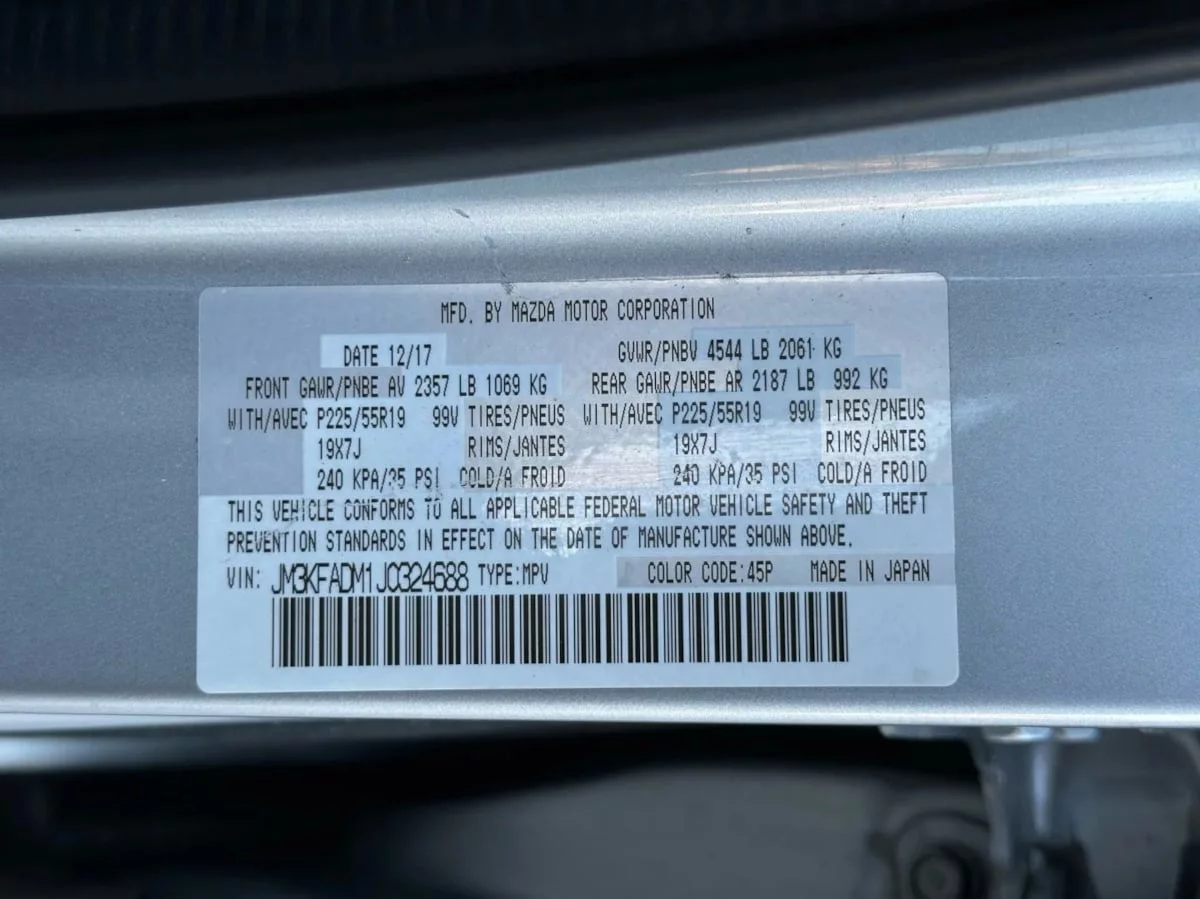 MFD. BY MAZDA MOTOR CORPORATION
DATE 12/17 GVWR/PNBV 4544 LB 2061 KG
FRONT GAWR/PNBE AV 2357 LB 1069 KG REAR GAWR/PNBE AR 2187 LB 992 KG
WITH/AVEC P225/55R19 99V TIRES/PNEUS WITH/AVEC P225/55R19 99V TIRES/PNEUS
19X7J RIMS/JANTES 19X7J RIMS/JANTES
240 KPA/35 PSI COLD/A FROID 240 KPA/35 PSI COLD/A FROID
THIS VEHICLE CONFORMS TO ALL APPLICABLE FEDERAL MOTOR VEHICLE SAFETY AND THEFT
PREVENTION STANDARDS IN EFFECT ON THE DATE OF MANUFACTURE SHOWN ABOVE.
VIN: JM3KFADM1J0324688 TYPE:MPV COLOR CODE:45P MADE IN JAPAN